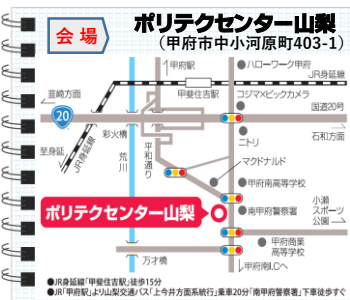 会場
ポリテクセンター山梨
(甲府市中小河原町403-1)
↑甲府駅
ハローワーク甲府
JR身延線
韮崎方面
甲斐住吉駅
コジマ×ビックカメラ
国道20号
20
彩火橋
ニトリ
石和方面
至身延
JR身延線
荒川
平和通り
マクドナルド
甲府南高等学校
ポリテクセンター山梨
南甲府警察署
小瀬
スポーツ
公園
万才橋
甲府商業
高等学校
甲府南I.Cへ
●JR身延線「甲斐住吉駅」徒歩15分
●JR「甲府駅」より山梨交通バス「上今井方面系統行」乗車20分「南甲府警察署」下車徒歩すぐ